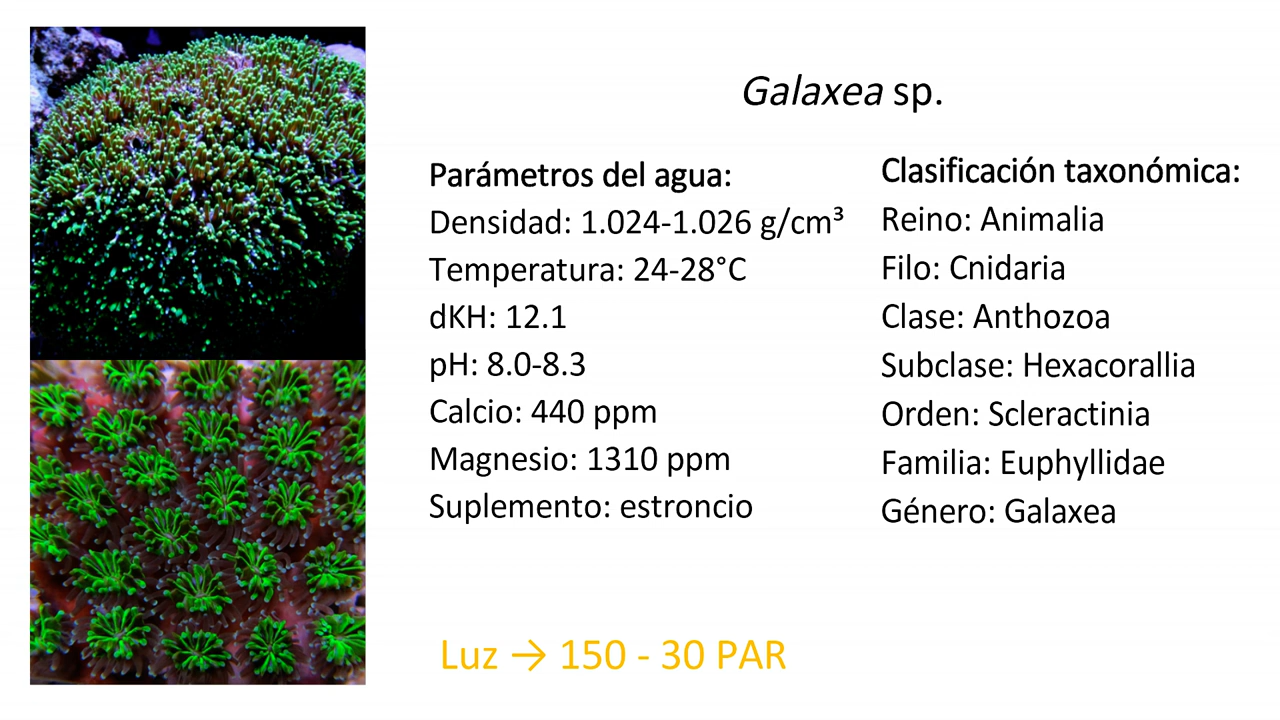 Galaxea sp.
Parámetros del agua:
Densidad: 1.024-1.026 g/cm³
Temperatura: 24-28°C
dKH: 12.1
pH: 8.0-8.3
Calcio: 440 ppm
Magnesio: 1310 ppm
Suplemento: estroncio
Clasificación taxonómica:
Reino: Animalia
Filo: Cnidaria
Clase: Anthozoa
Subclase: Hexacorallia
Orden: Scleractinia
Familia: Euphyllidae
Género: Galaxea
Luz → 150 - 30 PAR